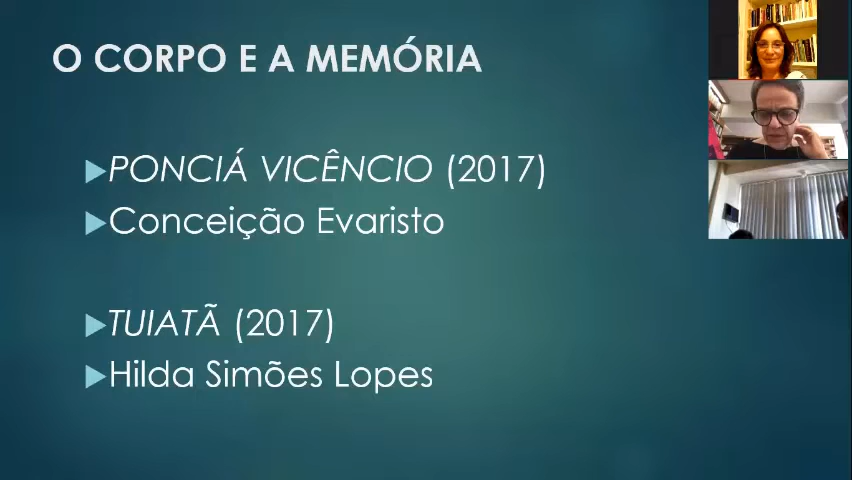 O CORPO E A MEMÓRIA
PONCIÁ VICÊNCIO (2017)
Conceição Evaristo
TUIATÃ (2017)
Hilda Simões Lopes